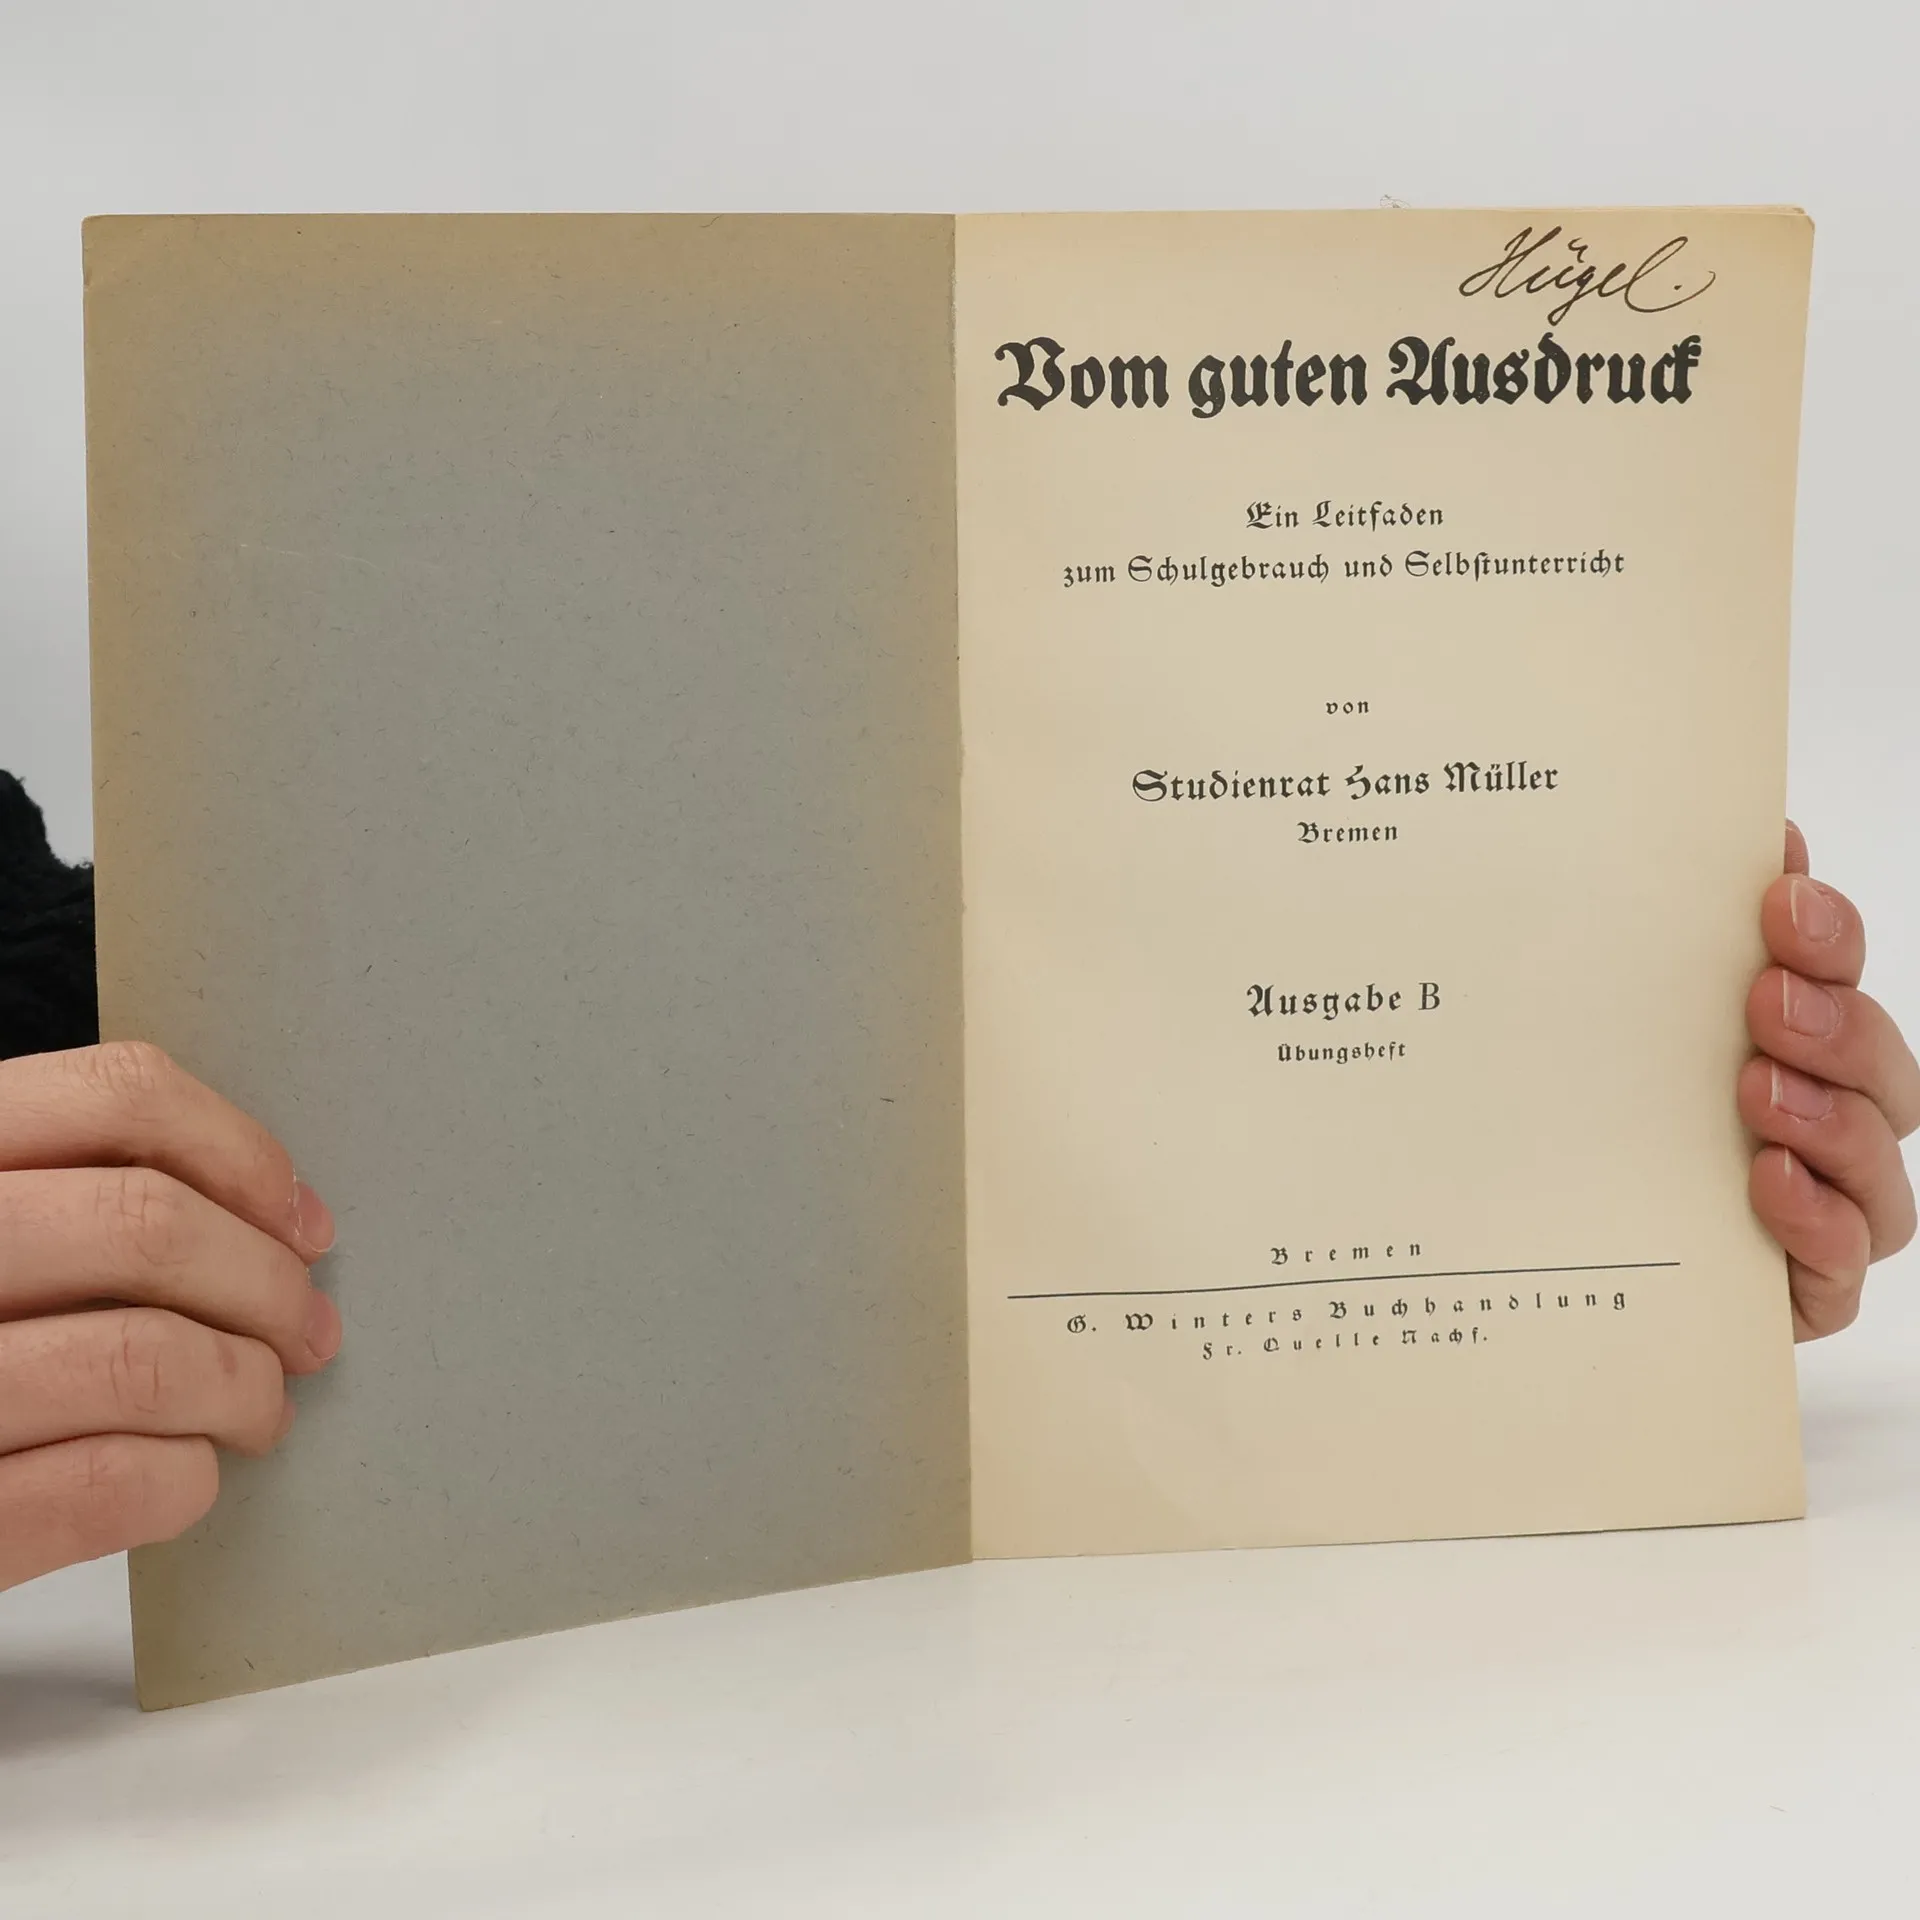 Hügel.
Vom guten Ausdruck
Ein Leitfaden
zum Schulgebrauch und Selbſtunterricht
von
Studienrat Hans Müller
Bremen
Ausgabe B
Übungsheft
Bremen
G. Winters Buchhandlung
Fr. Quelle Nachf.